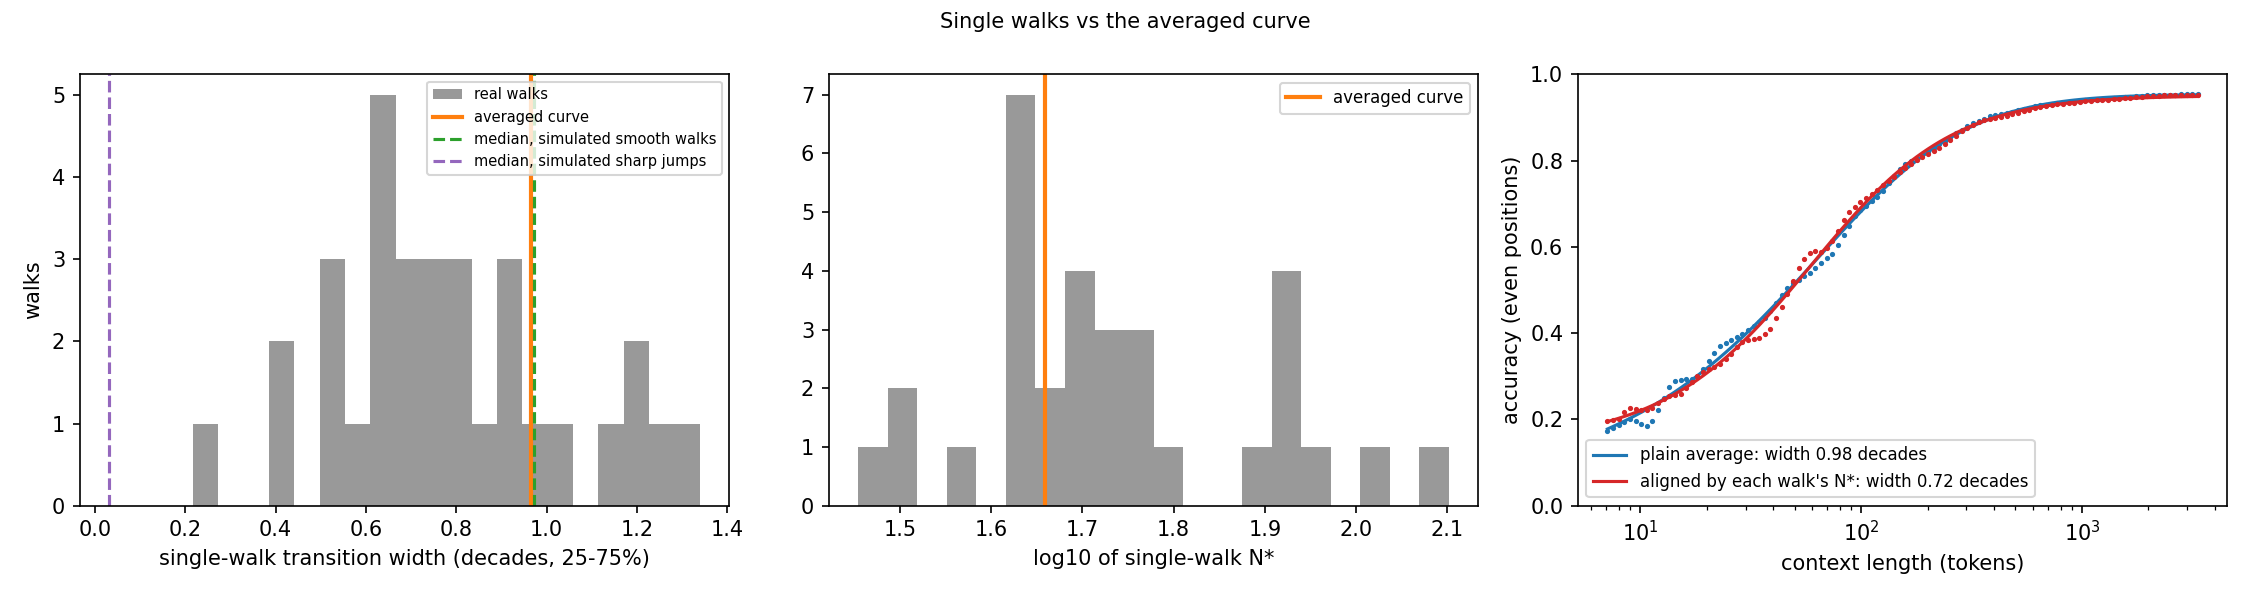 Single walks vs the averaged curve
5
4
3
2
1
0
walks
0.0 0.2 0.4 0.6 0.8 1.0 1.2 1.4
single-walk transition width (decades, 25-75%)
real walks
averaged curve
median, simulated smooth walks
median, simulated sharp jumps
7
6
5
4
3
2
1
0
1.5 1.6 1.7 1.8 1.9 2.0 2.1
log10 of single-walk N*
averaged curve
1.0
0.8
0.6
0.4
0.2
0.0
accuracy (even positions)
10¹ 10² 10³
context length (tokens)
plain average: width 0.98 decades
aligned by each walk's N*: width 0.72 decades